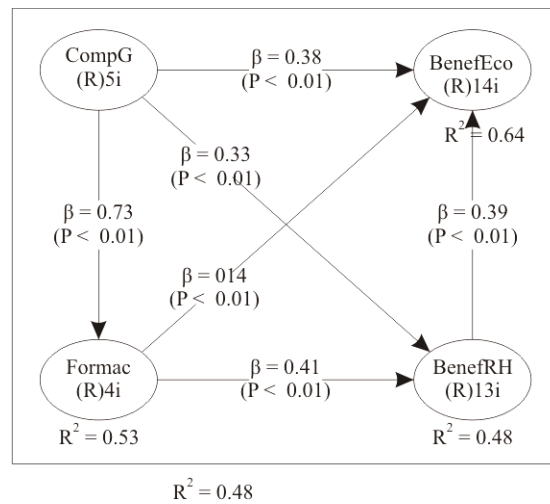 CompG
(R)5i
β = 0.38
(P < 0.01)
BenefEco
(R)14i
R² = 0.64
β = 0.33
(P < 0.01)
β = 0.73
(P < 0.01)
β = 0.39
(P < 0.01)
β = 014
(P < 0.01)
Formac
(R)4i
β = 0.41
(P < 0.01)
BenefRH
(R)13i
R² = 0.53
R² = 0.48
R² = 0.48